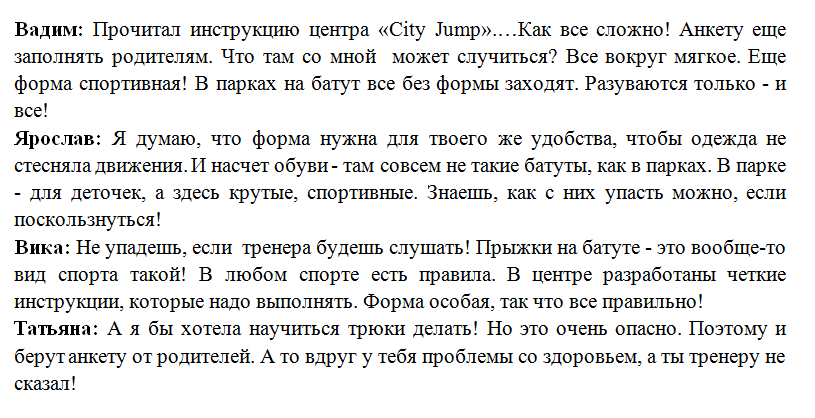 Вадим: Прочитал инструкцию центра «City Jump».…Как все сложно! Анкету еще
заполнять родителям. Что там со мной может случиться? Все вокруг мягкое. Еще
форма спортивная! В парках на батут все без формы заходят. Разуваются только - и
все!
Ярослав: Я думаю, что форма нужна для твоего же удобства, чтобы одежда не
стесняла движения. И насчет обуви - там совсем не такие батуты, как в парках. В парке
- для деточек, а здесь крутые, спортивные. Знаешь, как с них упасть можно, если
поскользнуться!
Вика: Не упадешь, если тренера будешь слушать! Прыжки на батуте - это вообще-то
вид спорта такой! В любом спорте есть правила. В центре разработаны четкие
инструкции, которые надо выполнять. Форма особая, так что все правильно!
Татьяна: А я бы хотела научиться трюки делать! Но это очень опасно. Поэтому и
берут анкету от родителей. А то вдруг у тебя проблемы со здоровьем, а ты тренеру не
сказал!